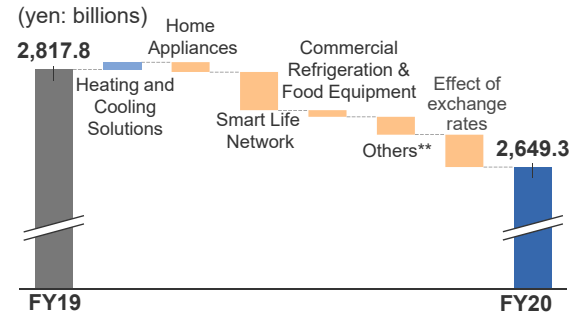 (yen: billions)
2,817.8
Heating and
Cooling
Solutions
Home
Appliances
Smart Life
Network
Commercial
Refrigeration &
Food Equipment
Others**
Effect of
exchange
rates
2,649.3
FY19
FY20